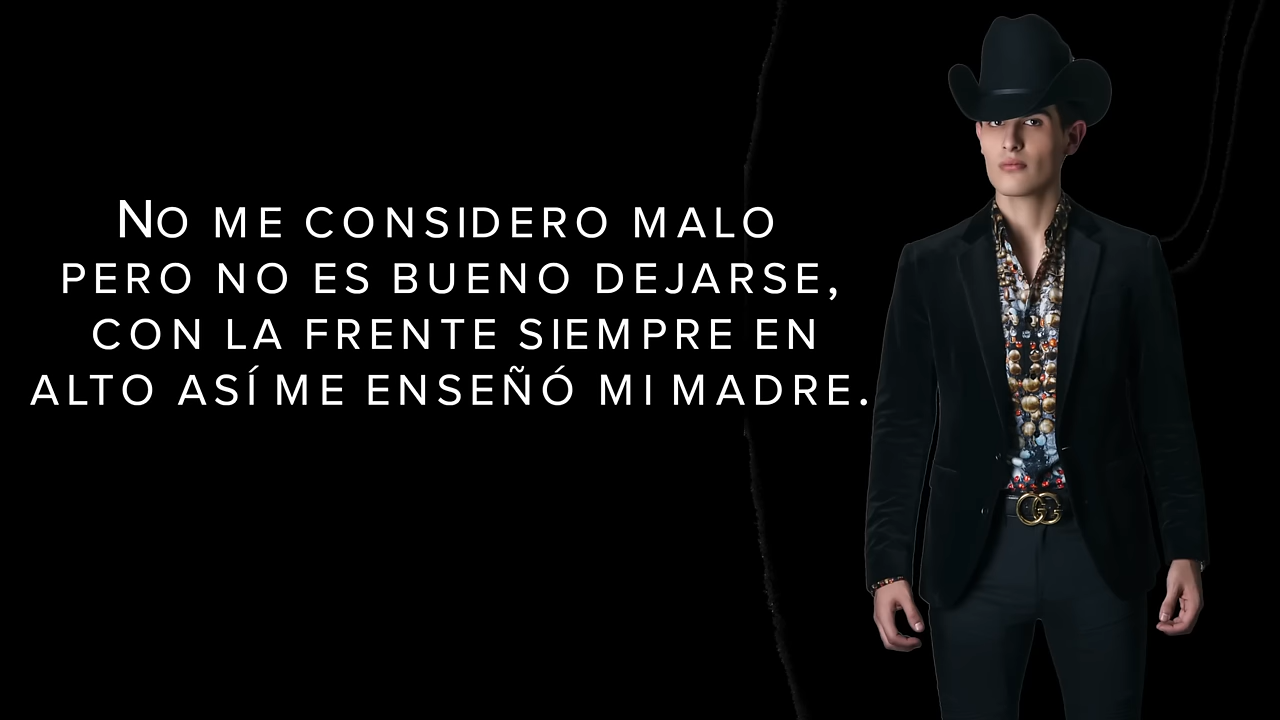 No me considero malo
pero no es bueno dejarse,
con la frente siempre en
alto así me enseñó mi madre.